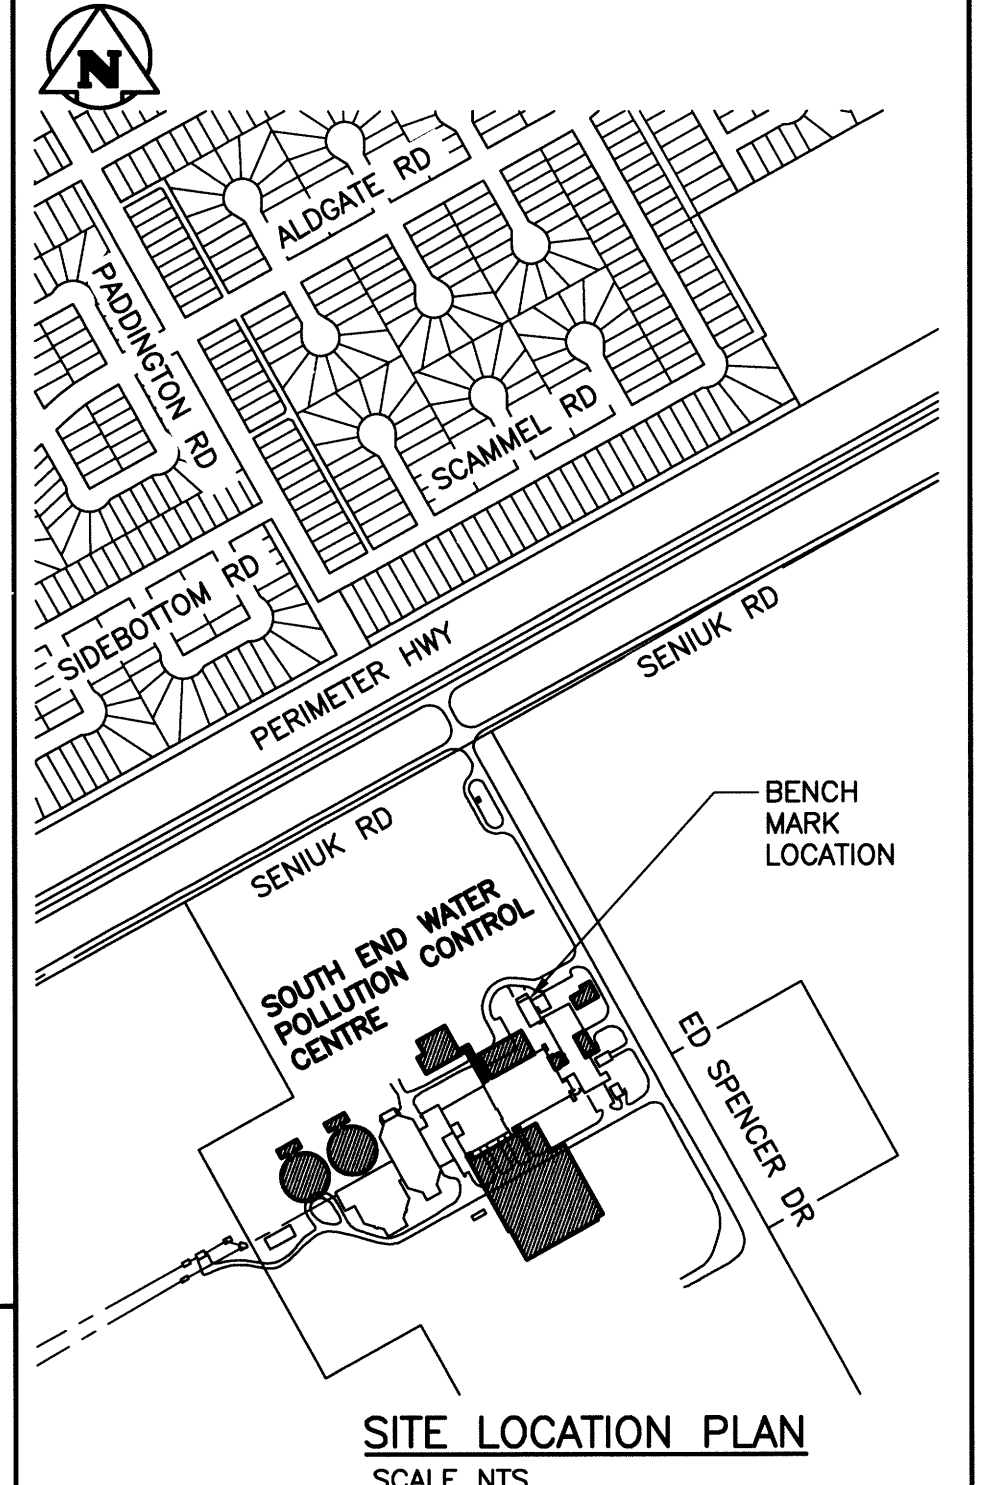 N
ALDGATE RD
PADDINGTON RD
SCAMMEL RD
SIDEBOTTOM RD
PERIMETER HWY
SENIUK RD
BENCH
MARK
LOCATION
SENIUK RD
SOUTH END WATER
POLLUTION CONTROL
CENTRE
ED SPENCER DR
SITE LOCATION PLAN
SCALE NTS